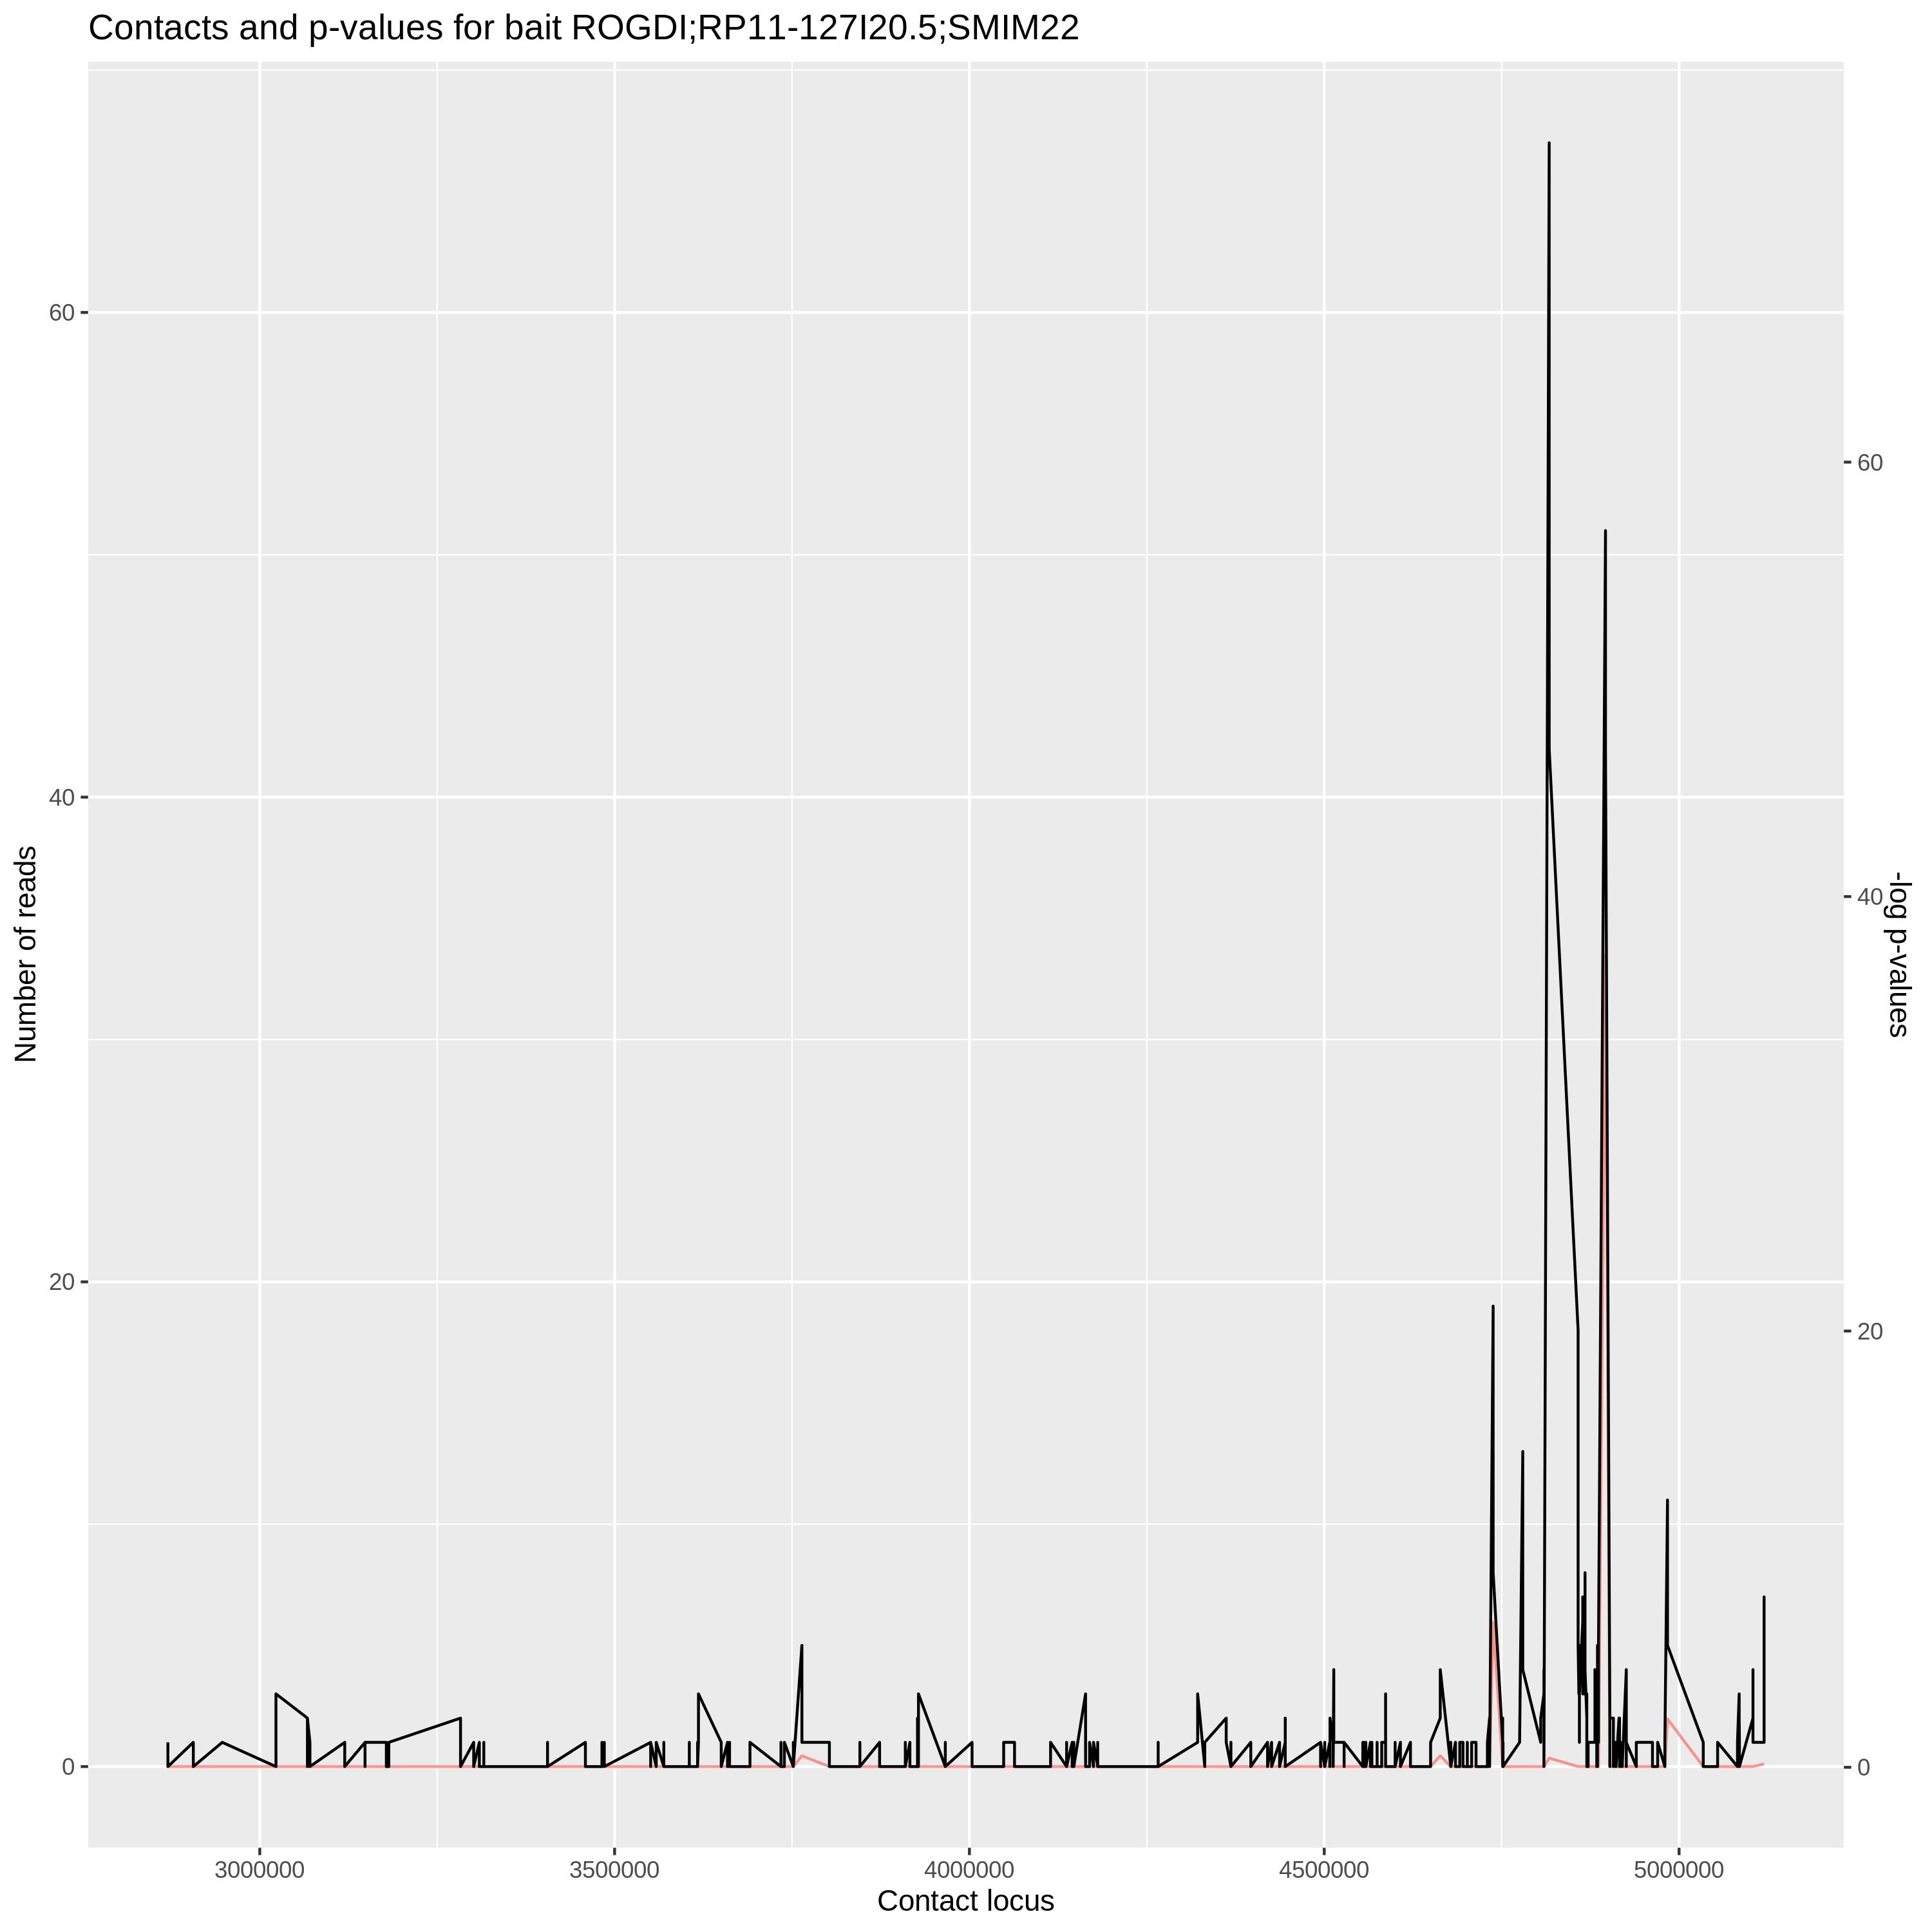 Contacts and p-values for bait ROGDI;RP11-127I20.5;SMIM22
60
40
20
0
Number of reads
60
40
20
0
-log p-values
3000000 3500000 4000000 4500000 5000000
Contact locus